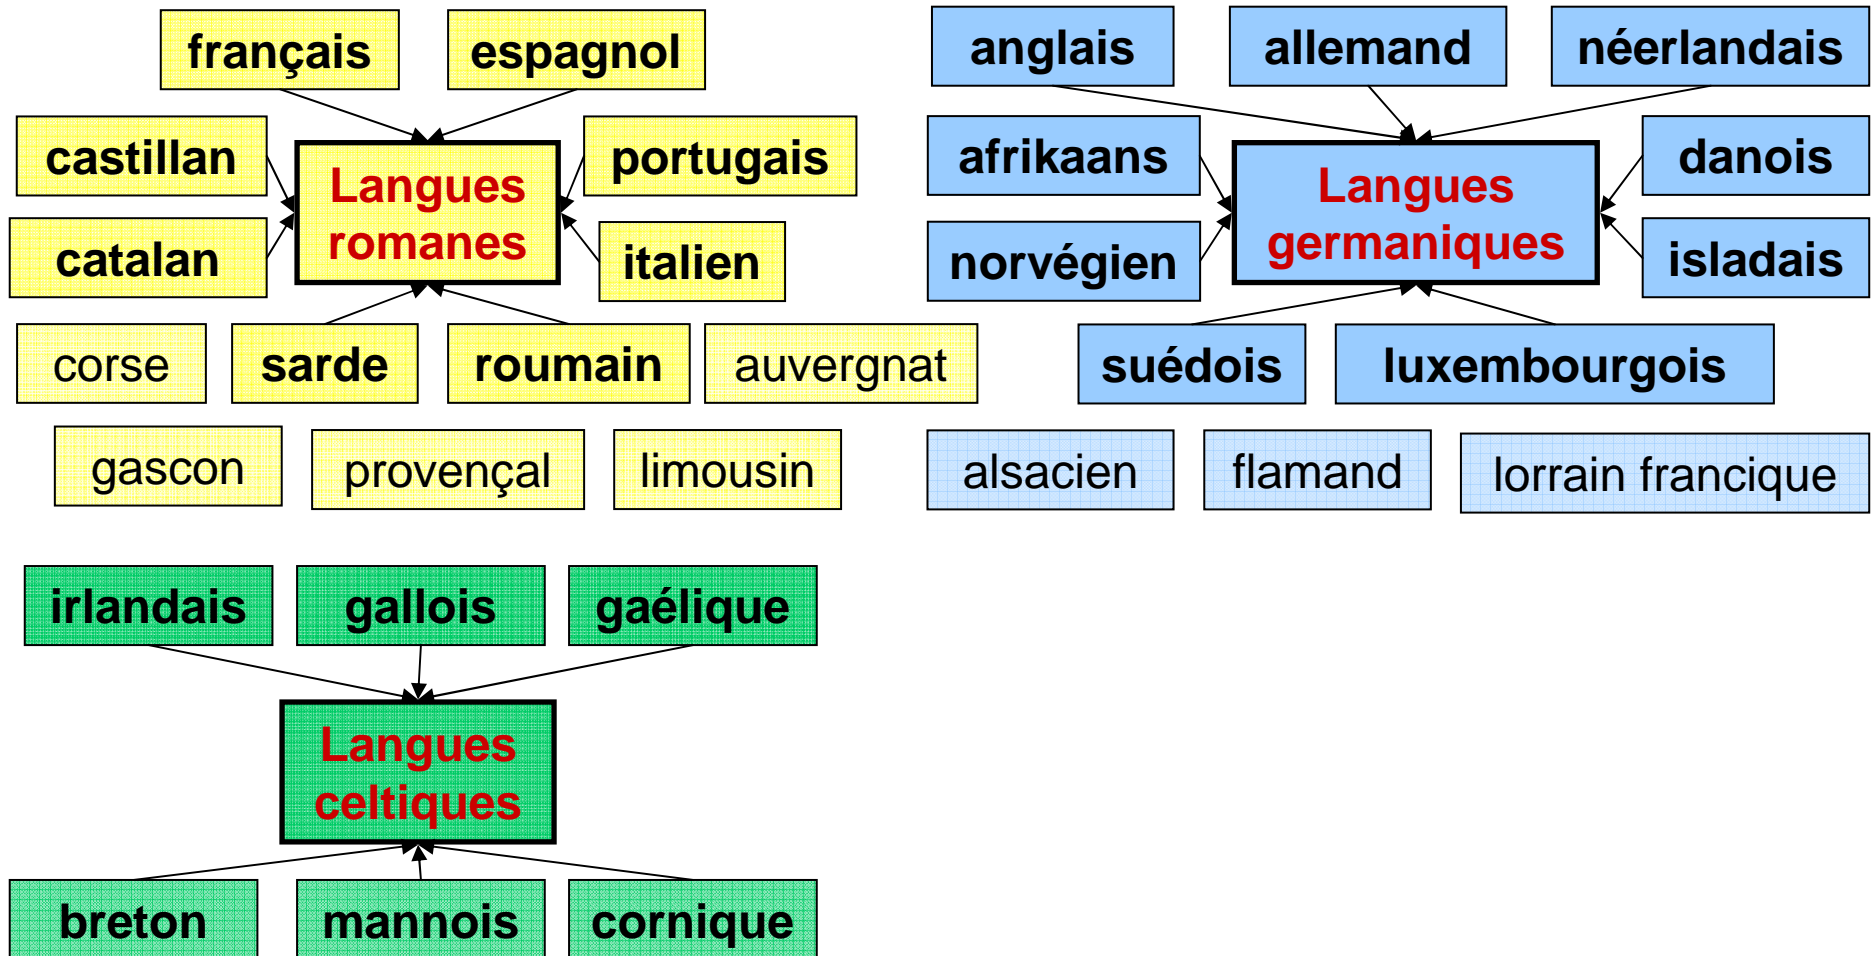 français
espagnol
castillan
Langues
romanes
portugais
catalan
italien
corse
sarde
roumain
auvergnat
gascon
provençal
limousin
anglais
allemand
néerlandais
afrikaans
Langues
germaniques
danois
norvégien
isladais
suédois
luxembourgois
alsacien
flamand
lorrain francique
irlandais
gallois
gaélique
Langues
celtiques
breton
mannois
cornique